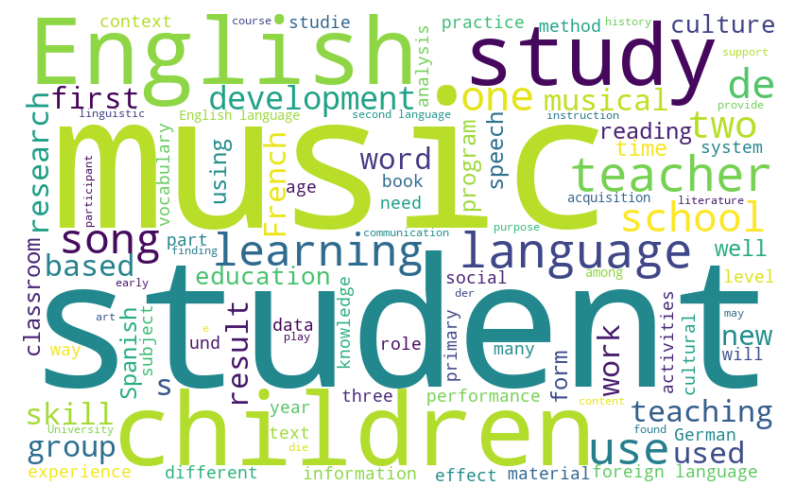 context
course
studie
practice
method
history
culture
English
study
support
first
development
analysis
one
musical
de
provide
linguistic
English language
second language
instruction
research
music
two
reading
participant
vocabulary
using
French
age
word
book
need
speech
program
time
system
teacher
acquisition
literature
school
song
part
communication
purpose
finding
classroom
based
learning
language
well
education
early
social
der
among
level
student
art
way
Spanish
subject
s
e
und
result
data
play
knowledge
role
primary
many
form
work
activities
cultural
new
may
will
children
skill
University
group
year
text
die
three
performance
content
use
teaching
found
German
used
experience
different
information
effect
material
foreign language